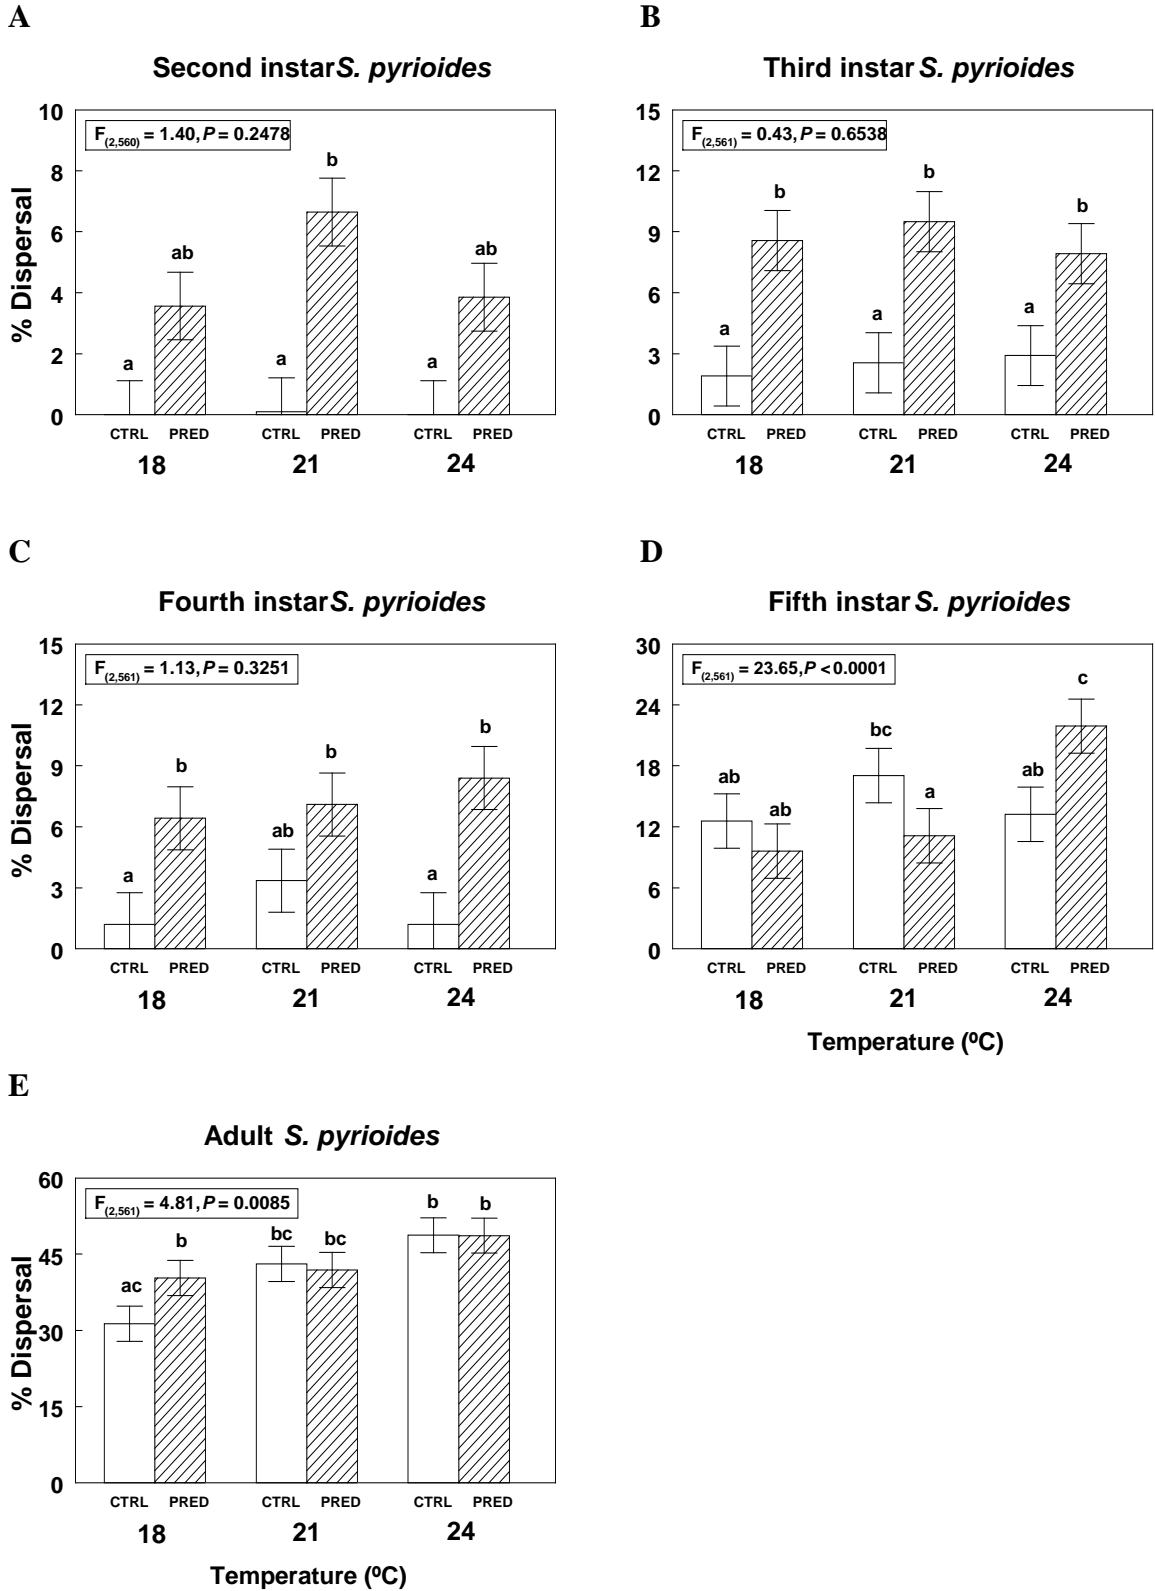 A
Second instar S. pyrioides
F(2,560) = 1.40, P = 0.2478
% Dispersal
10
8
6
4
2
0
a
ab
a
b
a
ab
CTRL PRED CTRL PRED CTRL PRED
18 21 24
B
Third instar S. pyrioides
F(2,561) = 0.43, P = 0.6538
15
12
9
6
3
0
a
b
a
b
a
b
CTRL PRED CTRL PRED CTRL PRED
18 21 24
C
Fourth instar S. pyrioides
F(2,561) = 1.13, P = 0.3251
% Dispersal
15
12
9
6
3
0
a
b
ab
b
a
b
CTRL PRED CTRL PRED CTRL PRED
18 21 24
D
Fifth instar S. pyrioides
F(2,561) = 23.65, P < 0.0001
30
24
18
12
6
0
ab
ab
bc
a
ab
c
CTRL PRED CTRL PRED CTRL PRED
18 21 24
Temperature (ºC)
E
Adult S. pyrioides
F(2,561) = 4.81, P = 0.0085
% Dispersal
60
45
30
15
0
ac
b
bc
bc
b
b
CTRL PRED CTRL PRED CTRL PRED
18 21 24
Temperature (ºC)